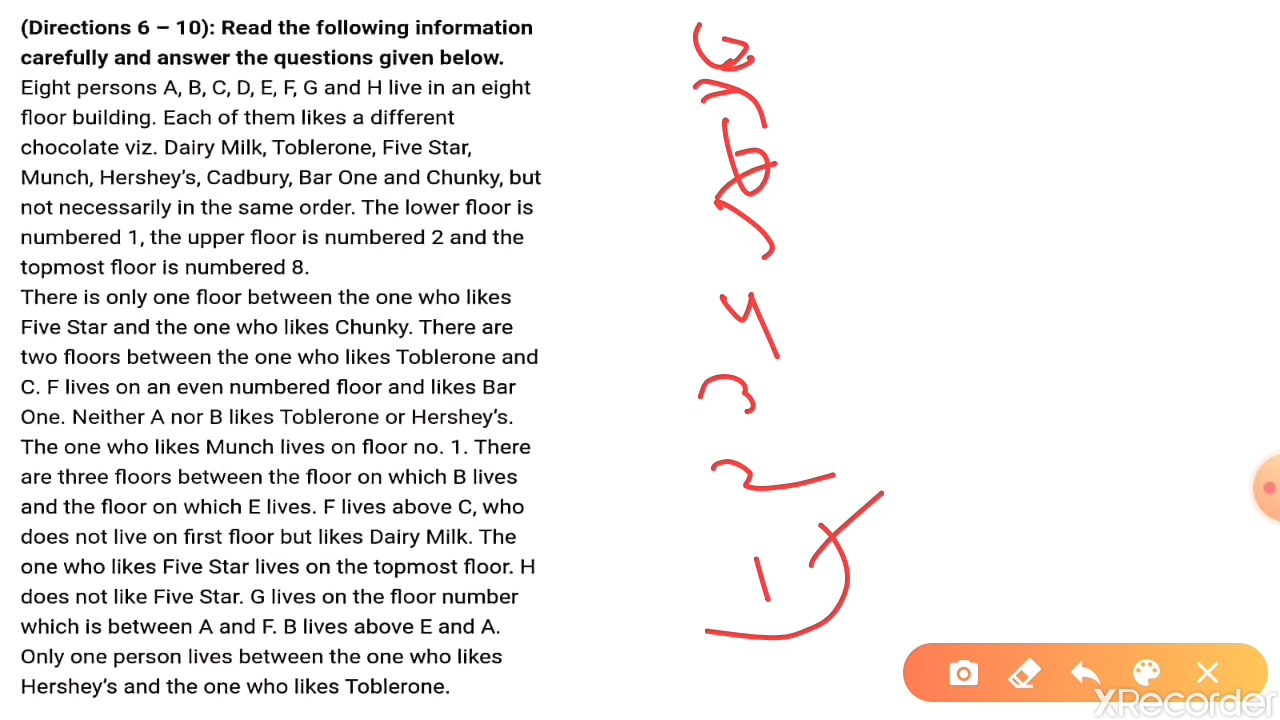 (Directions 6 – 10): Read the following information
carefully and answer the questions given below.
Eight persons A, B, C, D, E, F, G and H live in an eight
floor building. Each of them likes a different
chocolate viz. Dairy Milk, Toblerone, Five Star,
Munch, Hershey's, Cadbury, Bar One and Chunky, but
not necessarily in the same order. The lower floor is
numbered 1, the upper floor is numbered 2 and the
topmost floor is numbered 8.
There is only one floor between the one who likes
Five Star and the one who likes Chunky. There are
two floors between the one who likes Toblerone and
C. F lives on an even numbered floor and likes Bar
One. Neither A nor B likes Toblerone or Hershey's.
The one who likes Munch lives on floor no. 1. There
are three floors between the floor on which B lives
and the floor on which E lives. F lives above C, who
does not live on first floor but likes Dairy Milk. The
one who likes Five Star lives on the topmost floor. H
does not like Five Star. G lives on the floor number
which is between A and F. B lives above E and A.
Only one person lives between the one who likes
Hershey's and the one who likes Toblerone.
4
3
2
1
XRecorder